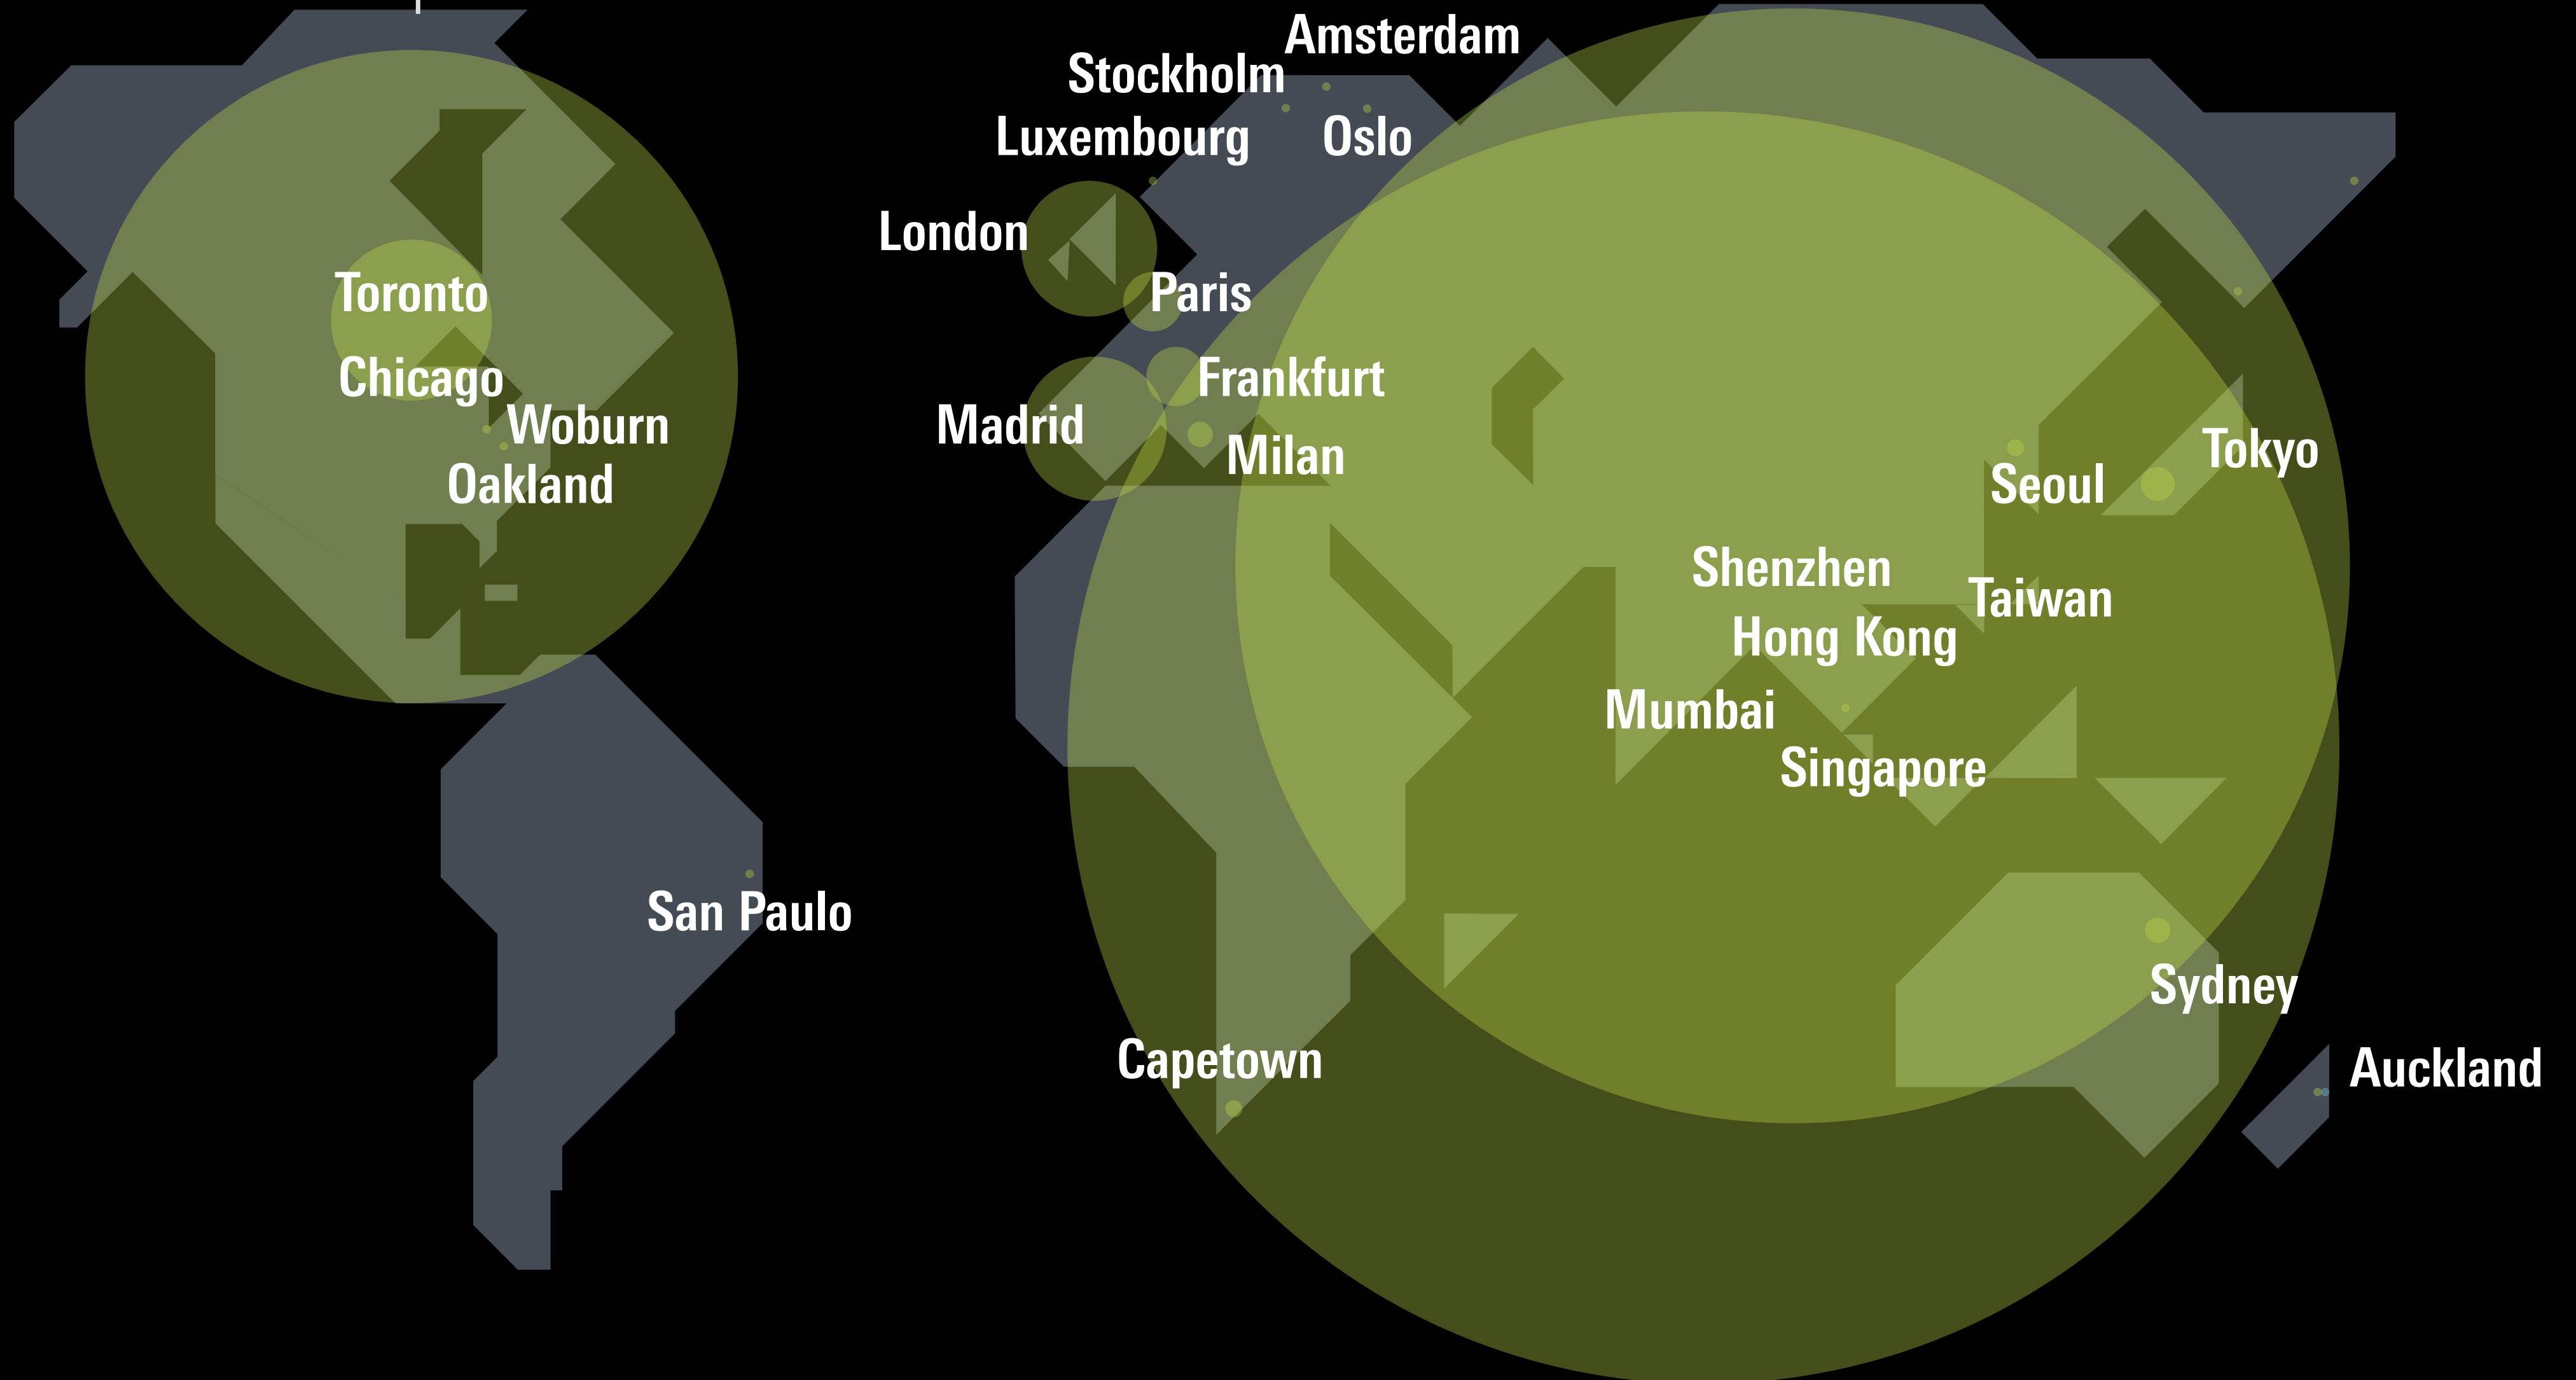 Amsterdam
Stockholm
Luxembourg
Oslo
London
Toronto
Paris
Chicago
Frankfurt
Woburn
Madrid
Milan
Tokyo
Oakland
Seoul
Shenzhen
Taiwan
Hong Kong
Mumbai
Singapore
San Paulo
Sydney
Capetown
Auckland